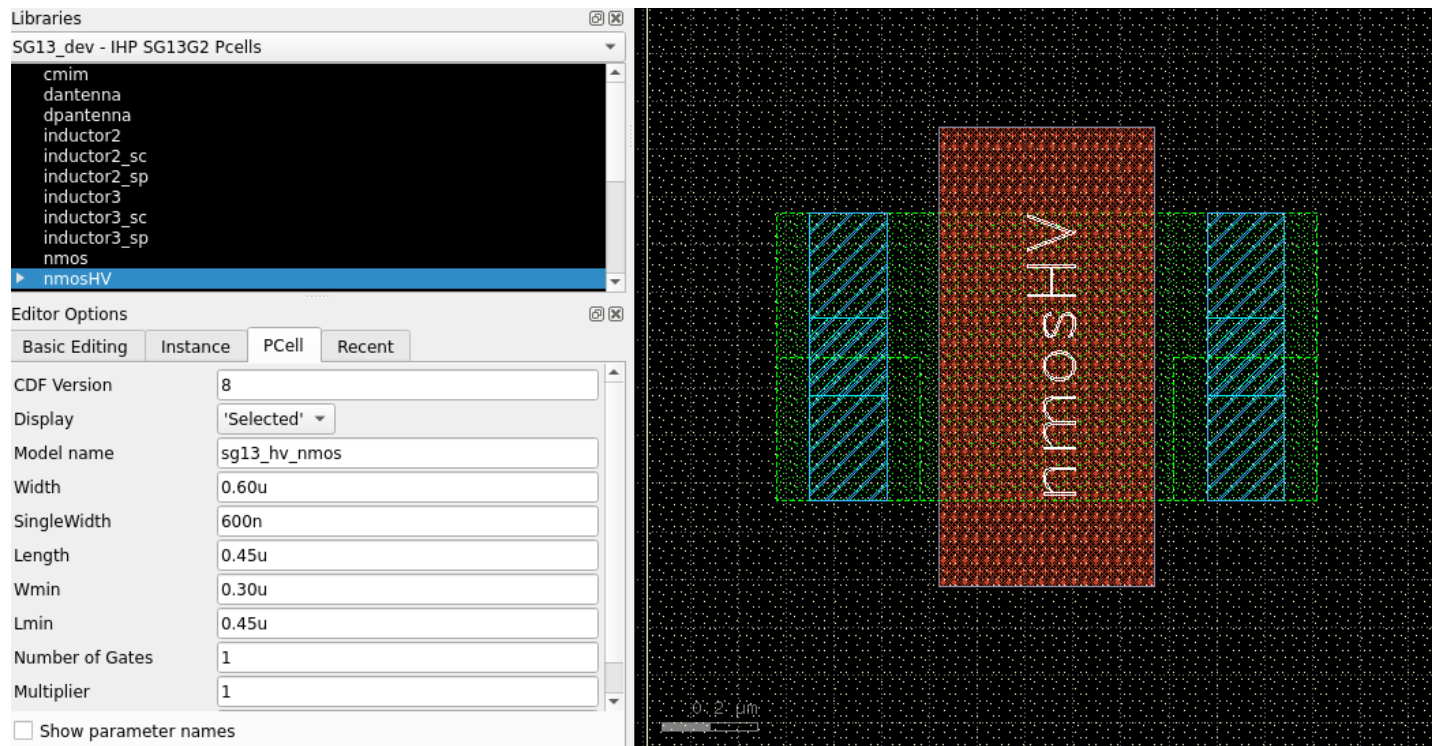 Libraries
SG13_dev - IHP SG13G2 Pcells
cmim
dantenna
dpantenna
inductor2
inductor2_sc
inductor2_sp
inductor3
inductor3_sc
inductor3_sp
nmos
nmosHV
Editor Options
Basic Editing Instance PCell Recent
CDF Version 8
Display 'Selected'
Model name sg13_hv_nmos
Width 0.60u
SingleWidth 600n
Length 0.45u
Wmin 0.30u
Lmin 0.45u
Number of Gates 1
Multiplier 1
Show parameter names
nmosHV
0.2 µm